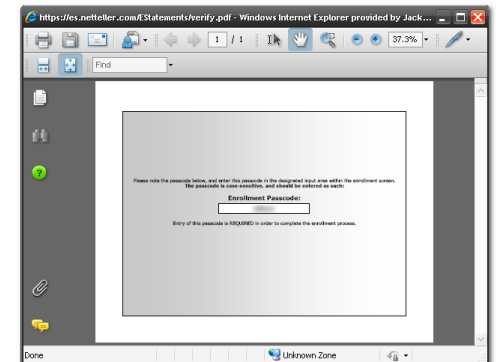 https://es.netteller.com/EStatements/verify.pdf - Windows Internet Explorer provided by Jack...
1 / 1
37.3%
Find
Please note the passcode below, and enter this passcode in the designated input area within the enrollment screen.
The passcode is case-sensitive, and should be entered as such:
Enrollment Passcode:
Entry of this passcode is REQUIRED in order to complete the enrollment process.
Done
Unknown Zone